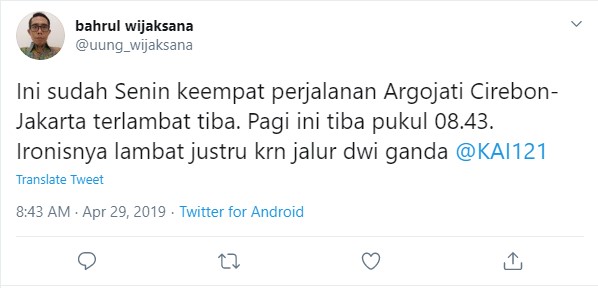 bahrul wijaksana
@uung_wijaksana
Ini sudah Senin keempat perjalanan Argojati Cirebon-
Jakarta terlambat tiba. Pagi ini tiba pukul 08.43.
Ironisnya lambat justru krn jalur dwi ganda @KAI121
Translate Tweet
8:43 AM · Apr 29, 2019 · Twitter for Android